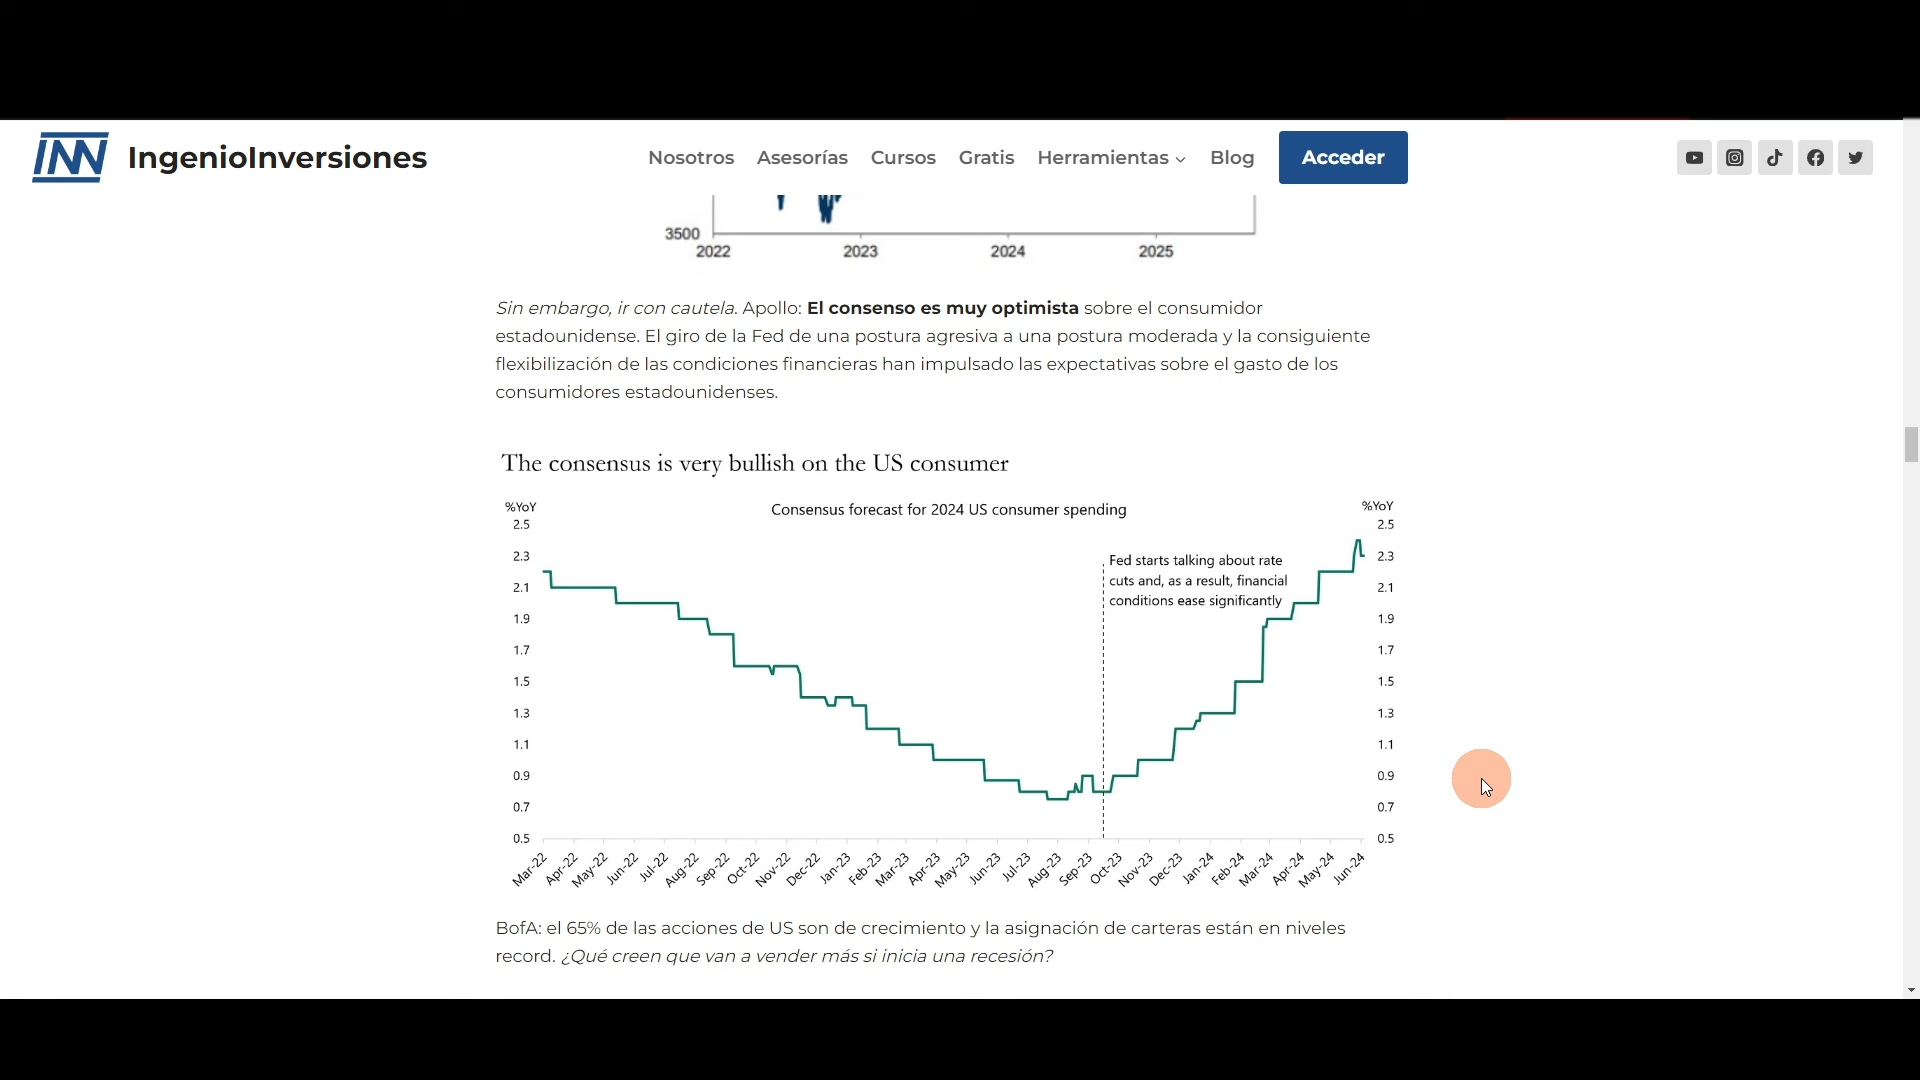 INN IngenioInversiones Nosotros Asesorías Cursos Gratis Herramientas Blog Acceder
3500
2022 2023 2024 2025
Sin embargo, ir con cautela. Apollo: El consenso es muy optimista sobre el consumidor
estadounidense. El giro de la Fed de una postura agresiva a una postura moderada y la consiguiente
flexibilización de las condiciones financieras han impulsado las expectativas sobre el gasto de los
consumidores estadounidenses.
The consensus is very bullish on the US consumer
%YoY Consensus forecast for 2024 US consumer spending %YoY
2.5 2.5
2.3 Fed starts talking about rate 2.3
2.1 cuts and, as a result, financial 2.1
conditions ease significantly
1.9 1.9
1.7 1.7
1.5 1.5
1.3 1.3
1.1 1.1
0.9 0.9
0.7 0.7
0.5 0.5
Mar-22 Apr-22 May-22 Jun-22 Jul-22 Aug-22 Sep-22 Oct-22 Nov-22 Dec-22 Jan-23 Feb-23 Mar-23 Apr-23 May-23 Jun-23 Jul-23 Aug-23 Sep-23 Oct-23 Nov-23 Dec-23 Jan-24 Feb-24 Mar-24 Apr-24 May-24 Jun-24
BofA: el 65% de las acciones de US son de crecimiento y la asignación de carteras están en niveles
record. ¿Qué creen que van a vender más si inicia una recesión?